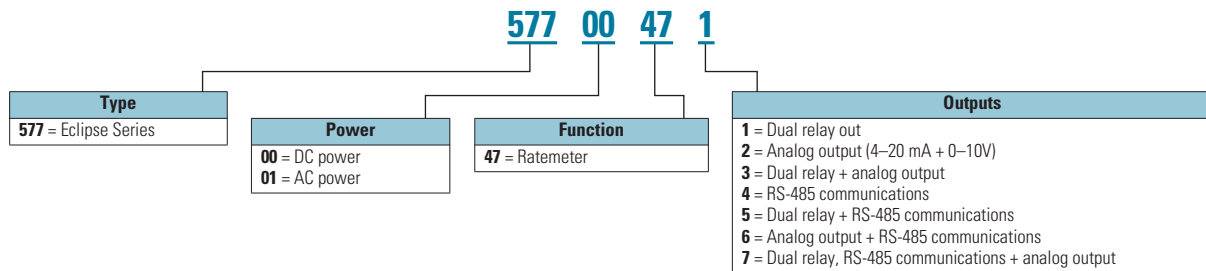 577 00 47 1
Type
577 = Eclipse Series
Power
00 = DC power
01 = AC power
Function
47 = Ratemeter
Outputs
1 = Dual relay out
2 = Analog output (4–20 mA + 0–10V)
3 = Dual relay + analog output
4 = RS-485 communications
5 = Dual relay + RS-485 communications
6 = Analog output + RS-485 communications
7 = Dual relay, RS-485 communications + analog output